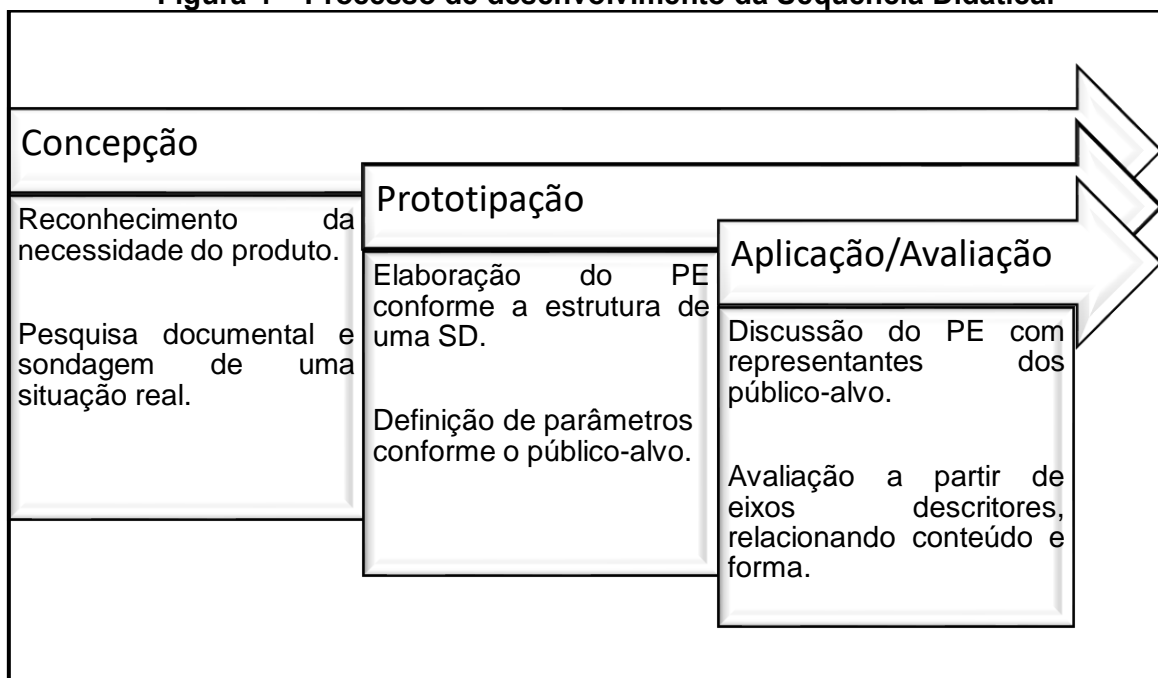 Figura 1 – Processo de desenvolvimento da Sequência Didática.
Concepção
Reconhecimento da
necessidade do produto.
Pesquisa documental e
sondagem de uma
situação real.
Prototipação
Elaboração do PE
conforme a estrutura de
uma SD.
Definição de parâmetros
conforme o público-alvo.
Aplicação/Avaliação
Discussão do PE com
representantes dos
público-alvo.
Avaliação a partir de
eixos descritores,
relacionando conteúdo e
forma.